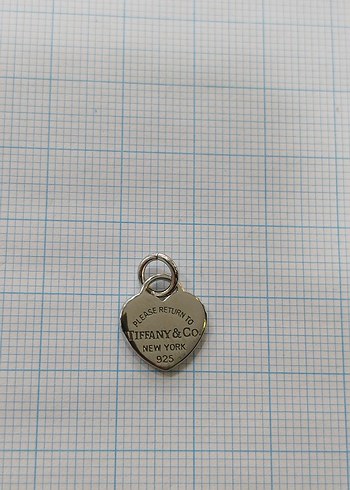 PLEASE RETURN TO
TIFFANY & CO.
NEW YORK
925